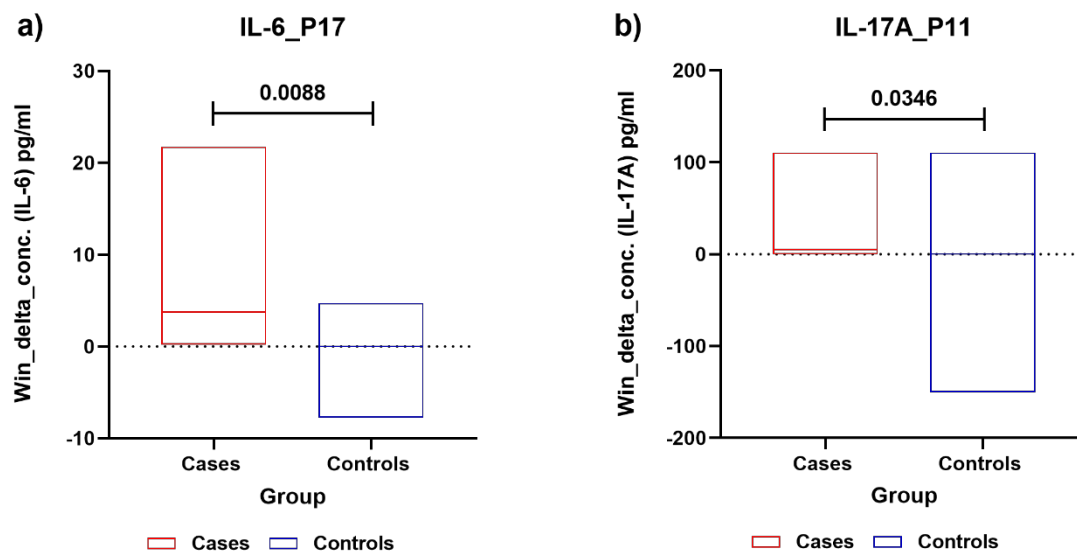 a)
IL-6_P17
Win_delta_conc. (IL-6) pg/ml
30
20
10
0
-10
0.0088
Cases
Controls
Group
Cases
Controls
b)
IL-17A_P11
Win_delta_conc. (IL-17A) pg/ml
200
100
0
-100
-200
0.0346
Cases
Controls
Group
Cases
Controls